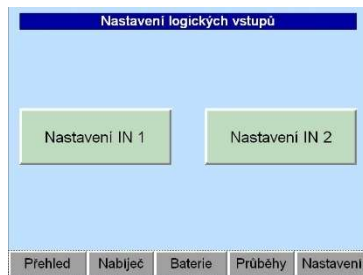 Nastavení logických vstupů
Nastavení IN 1 Nastavení IN 2
Přehled Nabíječ Baterie Průběhy Nastavení